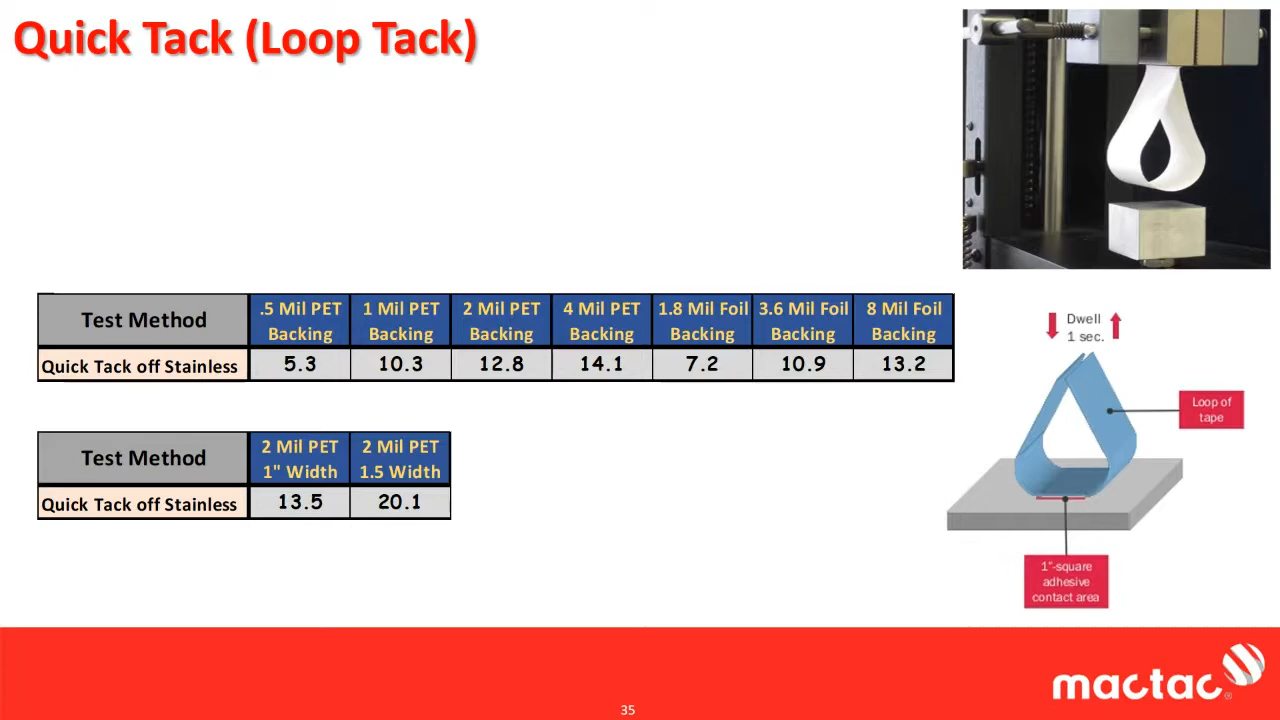 Quick Tack (Loop Tack)
Test Method
.5 Mil PET Backing
1 Mil PET Backing
2 Mil PET Backing
4 Mil PET Backing
1.8 Mil Foil Backing
3.6 Mil Foil Backing
8 Mil Foil Backing
Quick Tack off Stainless 5.3 10.3 12.8 14.1 7.2 10.9 13.2
Test Method
2 Mil PET 1" Width
2 Mil PET 1.5 Width
Quick Tack off Stainless 13.5 20.1
Dwell
1 sec.
Loop of
tape
1"-square
adhesive
contact area
mactac®
35